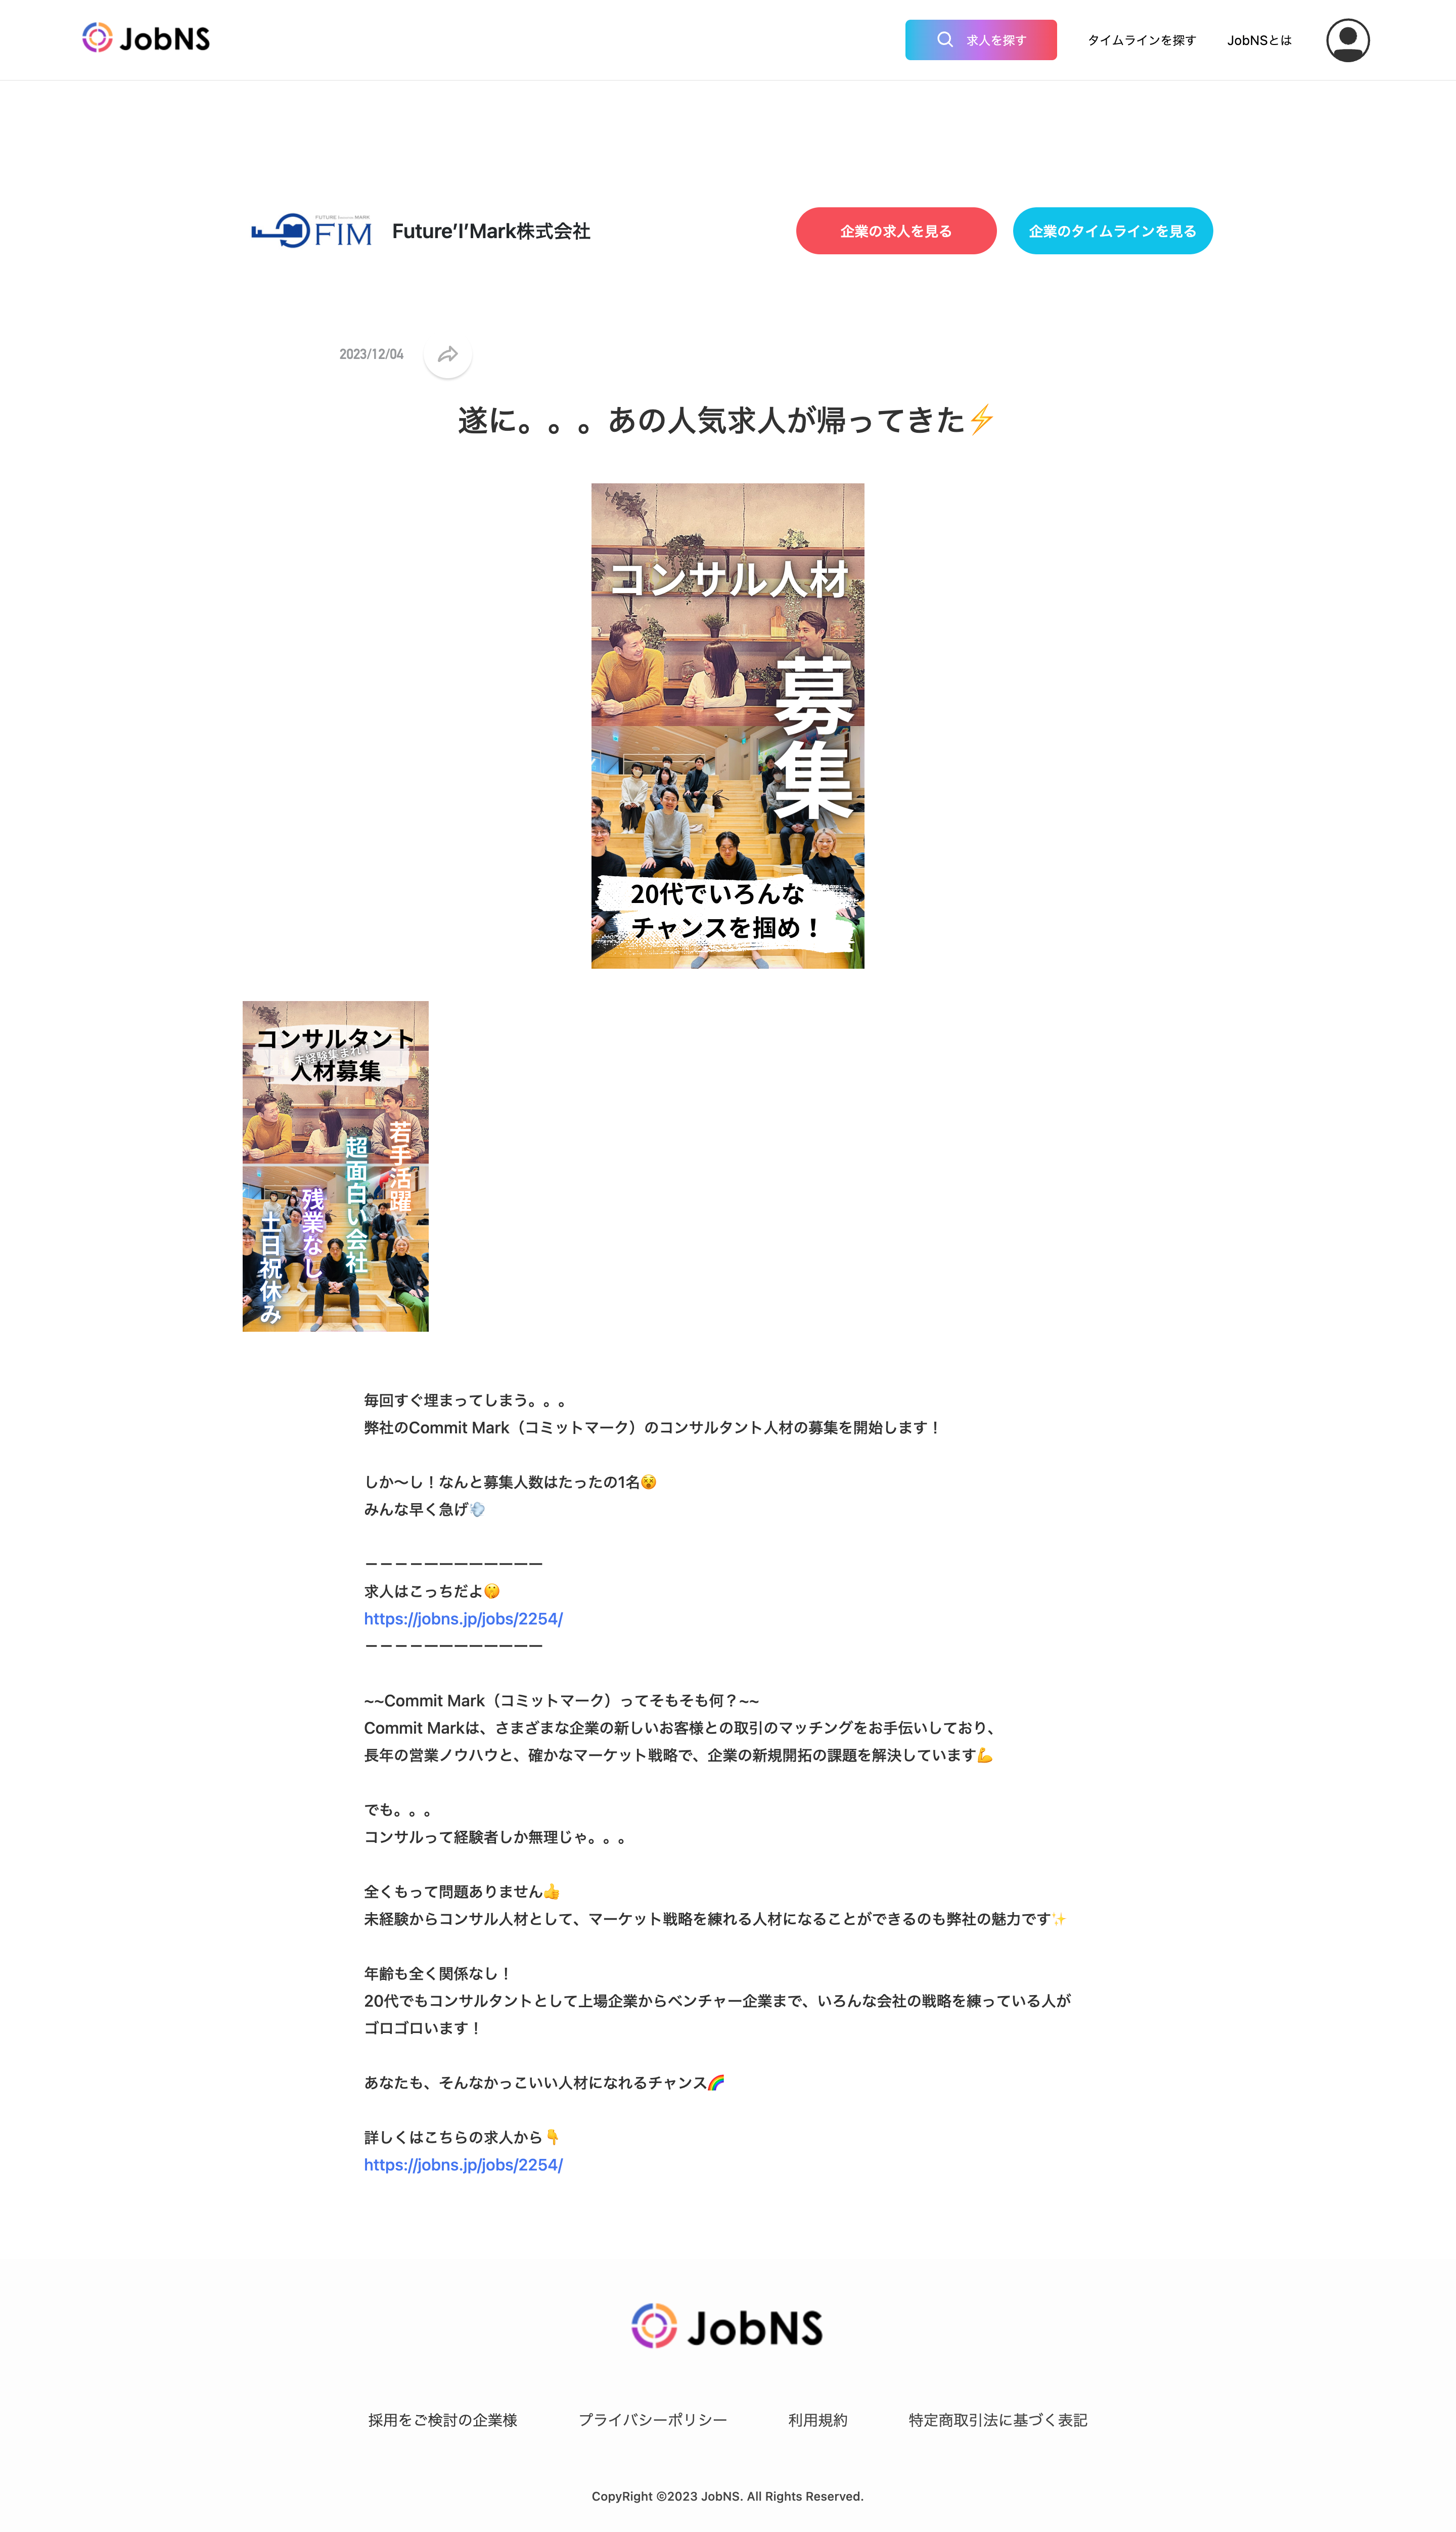 JobNS
求人を探す
タイムラインを探す
JobNSとは
FUTURE MARK
FIM
Future'I'Mark株式会社
企業の求人を見る
企業のタイムラインを見る
2023/12/04
遂に。。。あの人気求人が帰ってきた⚡
コンサル人材
募集
20代でいろんな
チャンスを掴め！
コンサルタント
未経験集まれ！
人材募集
若手活躍
超面白い会社
残業なし
土日祝休み
毎回すぐ埋まってしまう。。。
弊社のCommit Mark（コミットマーク）のコンサルタント人材の募集を開始します！
しか〜し！なんと募集人数はたったの1名😵
みんな早く急げ💨
ーーーーーーーーーーーー
求人はこっちだよ🤫
https://jobns.jp/jobs/2254/
ーーーーーーーーーーーー
~~Commit Mark（コミットマーク）ってそもそも何？~~
Commit Markは、さまざまな企業の新しいお客様との取引のマッチングをお手伝いしており、
長年の営業ノウハウと、確かなマーケット戦略で、企業の新規開拓の課題を解決しています💪
でも。。。
コンサルって経験者しか無理じゃ。。。
全くもって問題ありません👍
未経験からコンサル人材として、マーケット戦略を練れる人材になることができるのも弊社の魅力です✨
年齢も全く関係なし！
20代でもコンサルタントとして上場企業からベンチャー企業まで、いろんな会社の戦略を練っている人が
ゴロゴロいます！
あなたも、そんなかっこいい人材になれるチャンス🌈
詳しくはこちらの求人から👇
https://jobns.jp/jobs/2254/
JobNS
採用をご検討の企業様
プライバシーポリシー
利用規約
特定商取引法に基づく表記
CopyRight ©2023 JobNS. All Rights Reserved.